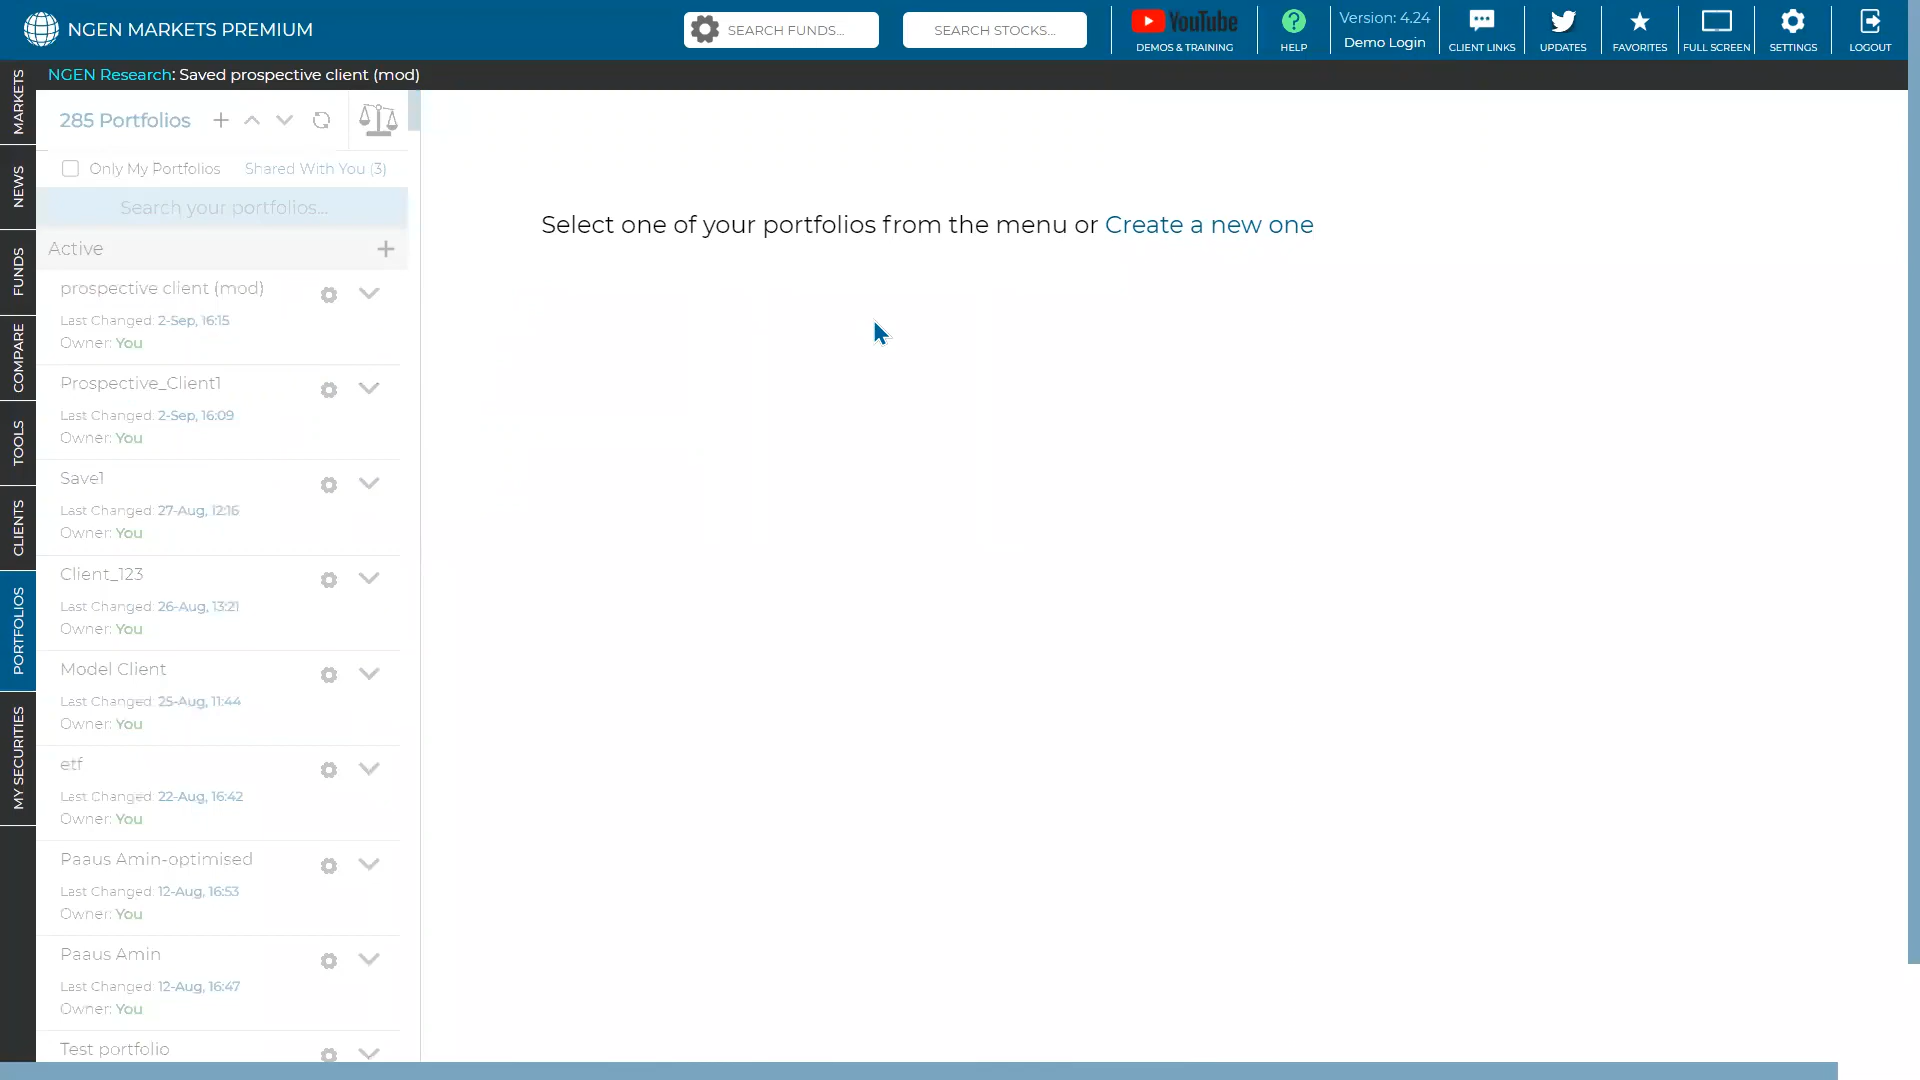 NGEN MARKETS PREMIUM
SEARCH FUNDS...
SEARCH STOCKS...
YouTube
DEMOS & TRAINING
HELP
Version: 4.24
Demo Login
CLIENT LINKS
UPDATES
FAVORITES
FULL SCREEN
SETTINGS
LOGOUT
NGEN Research: Saved prospective client (mod)
MARKETS
NEWS
FUNDS
COMPARE
TOOLS
CLIENTS
PORTFOLIOS
MY SECURITIES
285 Portfolios
Only My Portfolios
Shared With You (3)
Search your portfolios...
Active
prospective client (mod)
Last Changed: 2-Sep, 16:15
Owner: You
Prospective_Client1
Last Changed: 2-Sep, 16:09
Owner: You
Save1
Last Changed: 27-Aug, 12:16
Owner: You
Client_123
Last Changed: 26-Aug, 13:21
Owner: You
Model Client
Last Changed: 25-Aug, 11:44
Owner: You
etf
Last Changed: 22-Aug, 16:42
Owner: You
Paaus Amin-optimised
Last Changed: 12-Aug, 16:53
Owner: You
Paaus Amin
Last Changed: 12-Aug, 16:47
Owner: You
Test portfolio
Select one of your portfolios from the menu or Create a new one